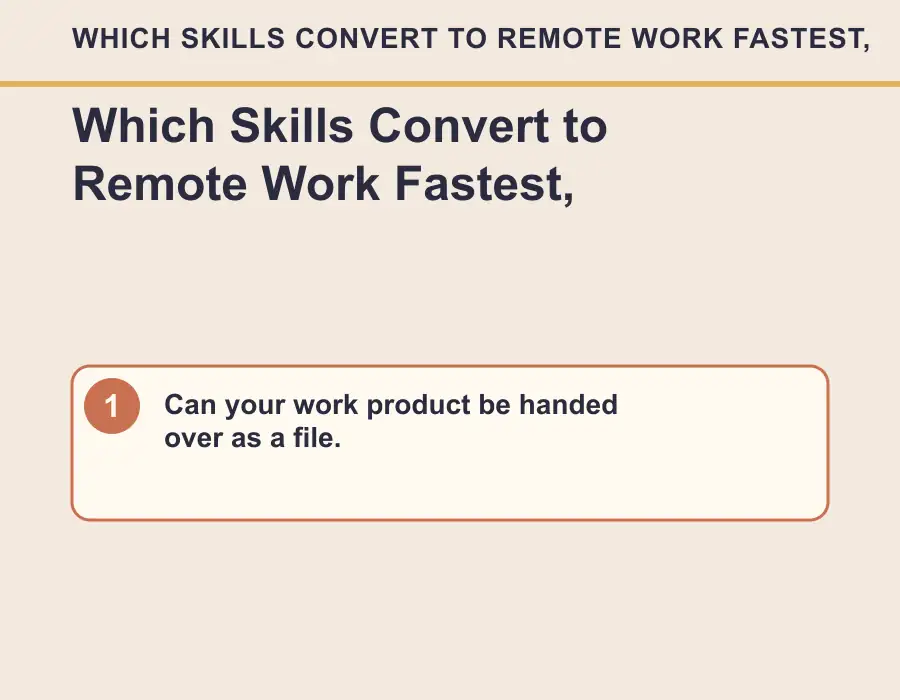 WHICH SKILLS CONVERT TO REMOTE WORK FASTEST,
Which Skills Convert to
Remote Work Fastest,
1
Can your work product be handed
over as a file.